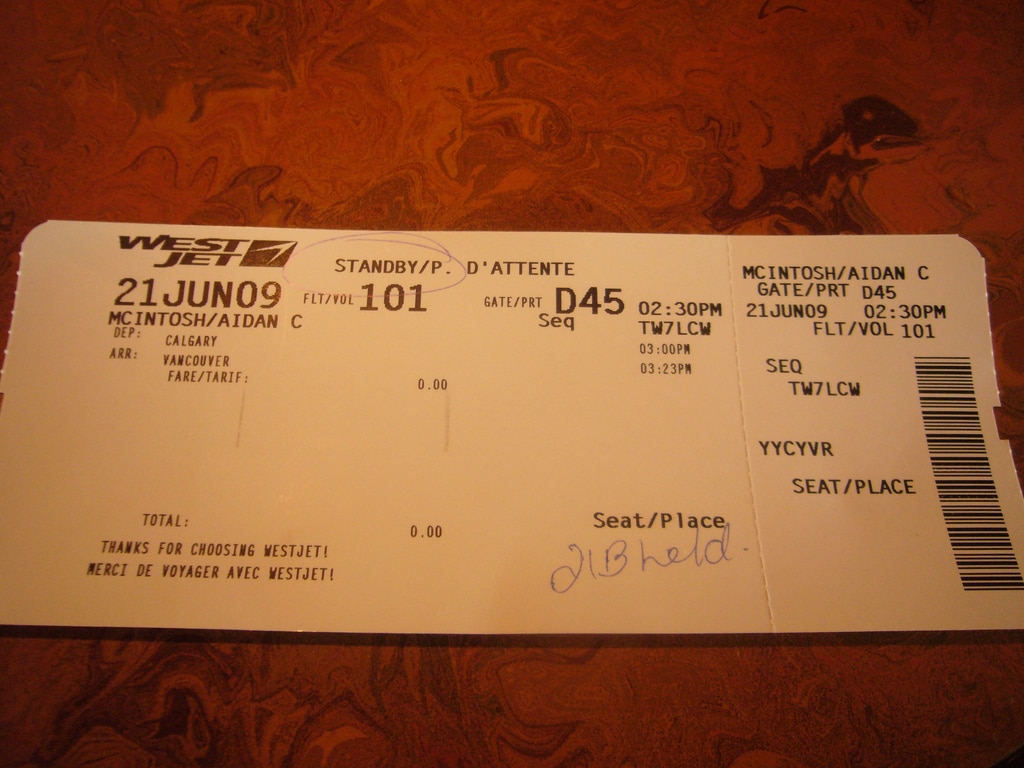 WESTJET
STANDBY/P. D'ATTENTE
21JUN09 FLT/VOL 101 GATE/PRT D45 02:30PM
MCINTOSH/AIDAN C Seq TW7LCW
DEP: CALGARY 03:00PM
ARR: VANCOUVER 03:23PM
FARE/TARIF: 0.00
TOTAL: 0.00
THANKS FOR CHOOSING WESTJET!
MERCI DE VOYAGER AVEC WESTJET!
Seat/Place
21B held.
MCINTOSH/AIDAN C
GATE/PRT D45
21JUN09 02:30PM
FLT/VOL 101
SEQ
TW7LCW
YYCYVR
SEAT/PLACE